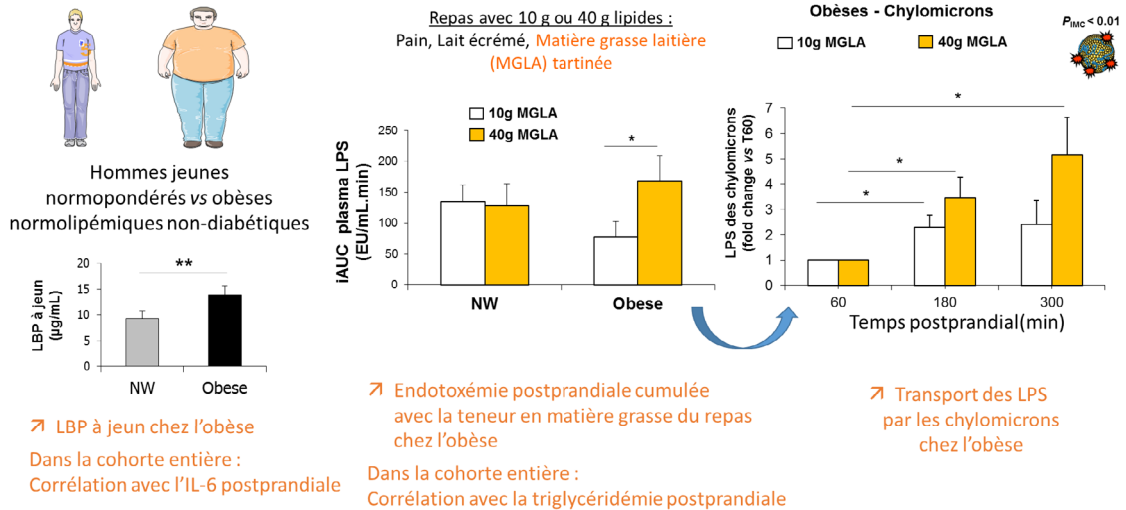 Hommes jeunes
normopondérés vs obèses
normolipémiques non-diabétiques
LBP à jeun
(µg/mL)
20
15
10
5
0
**
NW
Obese
↗ LBP à jeun chez l’obèse
Dans la cohorte entière :
Corrélation avec l’IL-6 postprandiale
Repas avec 10 g ou 40 g lipides :
Pain, Lait écrémé, Matière grasse laitière
(MGLA) tartinée
10g MGLA
40g MGLA
iAUC plasma LPS
(EU/mL.min)
250
200
150
100
50
0
*
NW
Obese
↗ Endotoxémie postprandiale cumulée
avec la teneur en matière grasse du repas
chez l’obèse
Dans la cohorte entière :
Corrélation avec la triglycéridémie postprandiale
Obèses - Chylomicrons
10g MGLA
40g MGLA
P IMC < 0.01
LPS des chylomicrons
(fold change vs T60)
7
6
5
4
3
2
1
0
*
*
*
60
180
300
Temps postprandial(min)
↗ Transport des LPS
par les chylomicrons
chez l’obèse